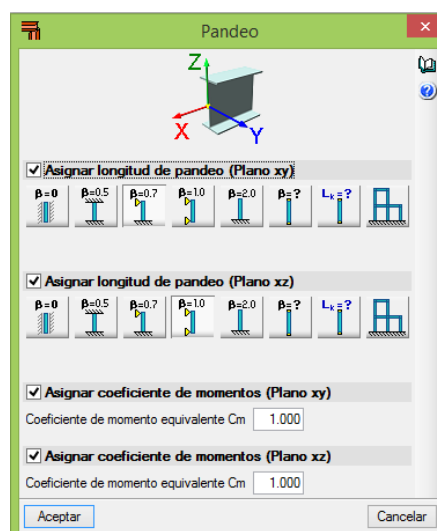 Pandeo
Z
X
Y
Asignar longitud de pandeo (Plano xy)
β=0 β=0.5 β=0.7 β=1.0 β=2.0 β=? Lk=?
Asignar longitud de pandeo (Plano xz)
β=0 β=0.5 β=0.7 β=1.0 β=2.0 β=? Lk=?
Asignar coeficiente de momentos (Plano xy)
Coeficiente de momento equivalente Cm 1.000
Asignar coeficiente de momentos (Plano xz)
Coeficiente de momento equivalente Cm 1.000
Aceptar Cancelar